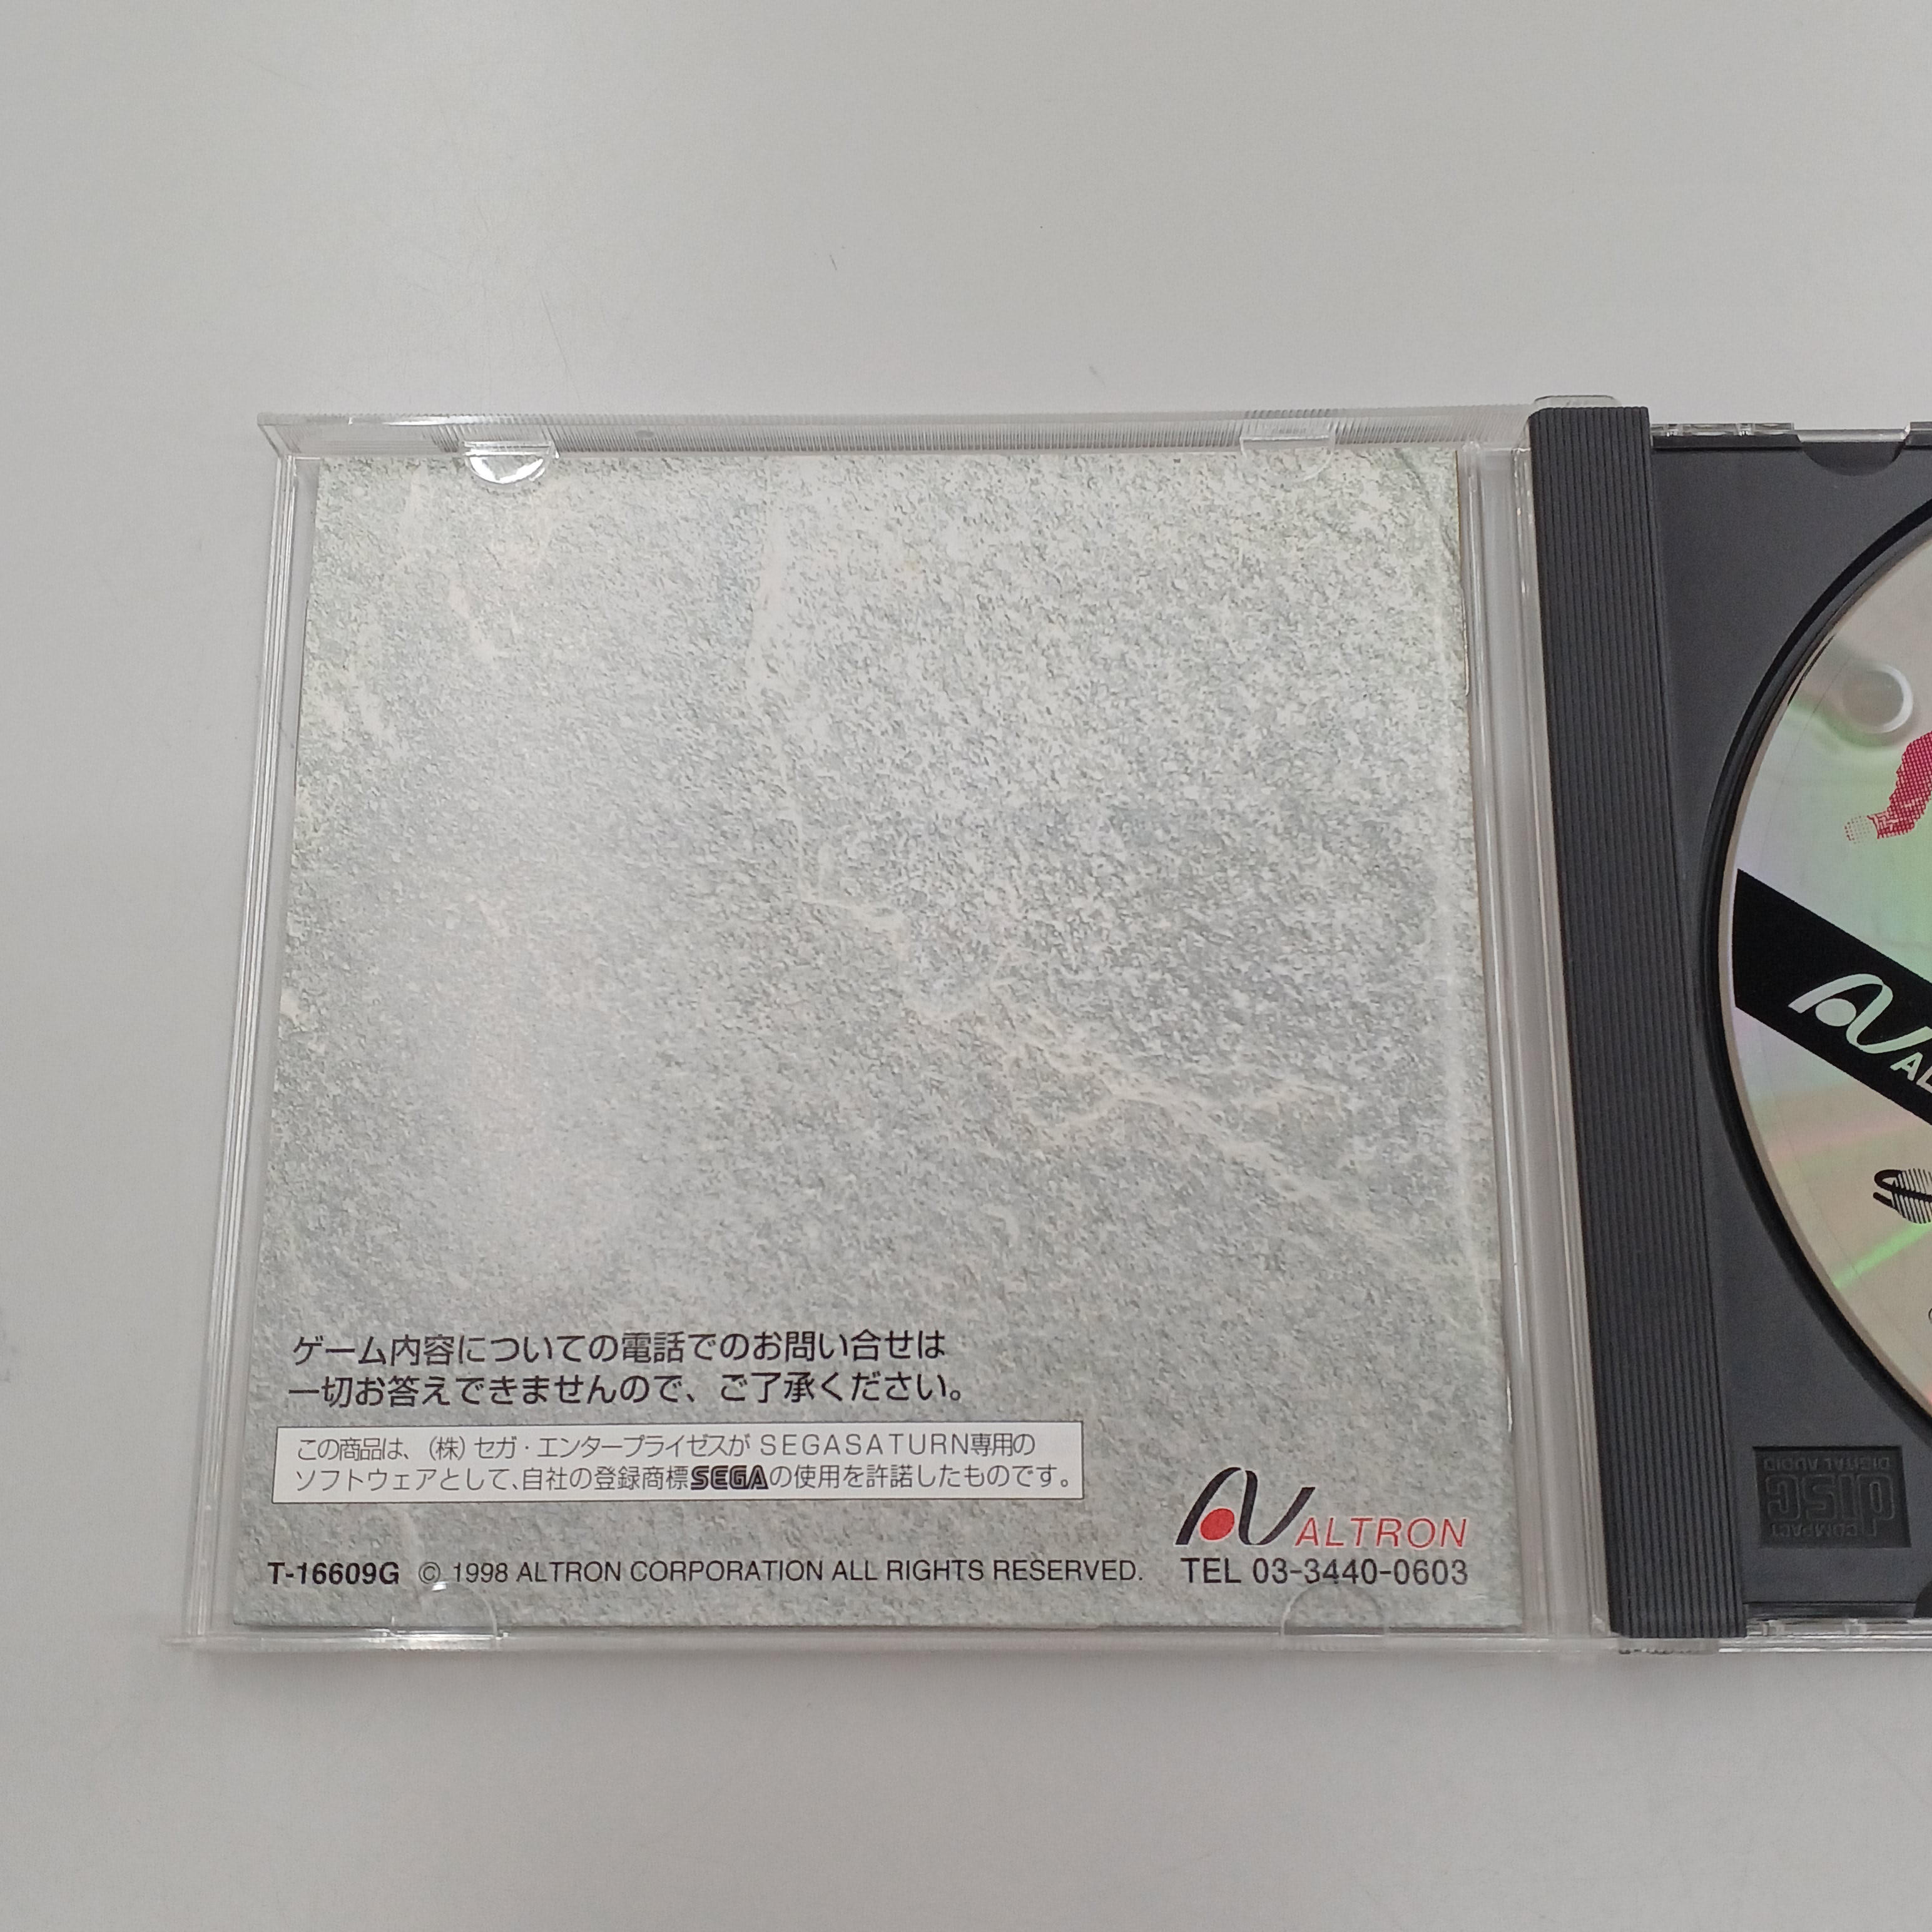 ゲーム内容についての電話でのお問い合せは
一切お答えできませんので、ご了承ください。
この商品は、（株）セガ・エンタープライゼスが SEGASATURN専用の
ソフトウェアとして、自社の登録商標SEGAの使用を許諾したものです。
ALTRON
T-16609G © 1998 ALTRON CORPORATION ALL RIGHTS RESERVED.
TEL 03-3440-0603
COMPACT
disc
DIGITAL AUDIO